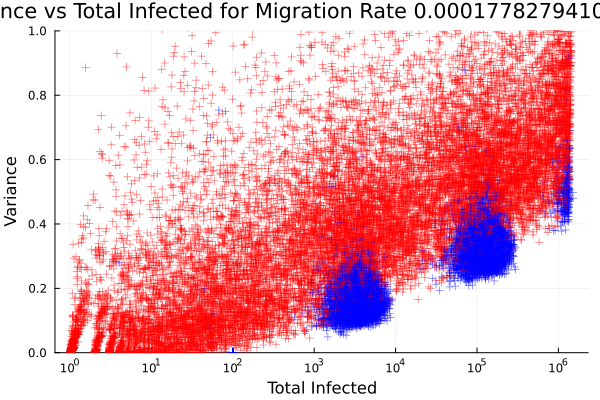 nce vs Total Infected for Migration Rate 0.0001778279410
Variance
1.0
0.8
0.6
0.4
0.2
0.0
10⁰ 10¹ 10² 10³ 10⁴ 10⁵ 10⁶
Total Infected